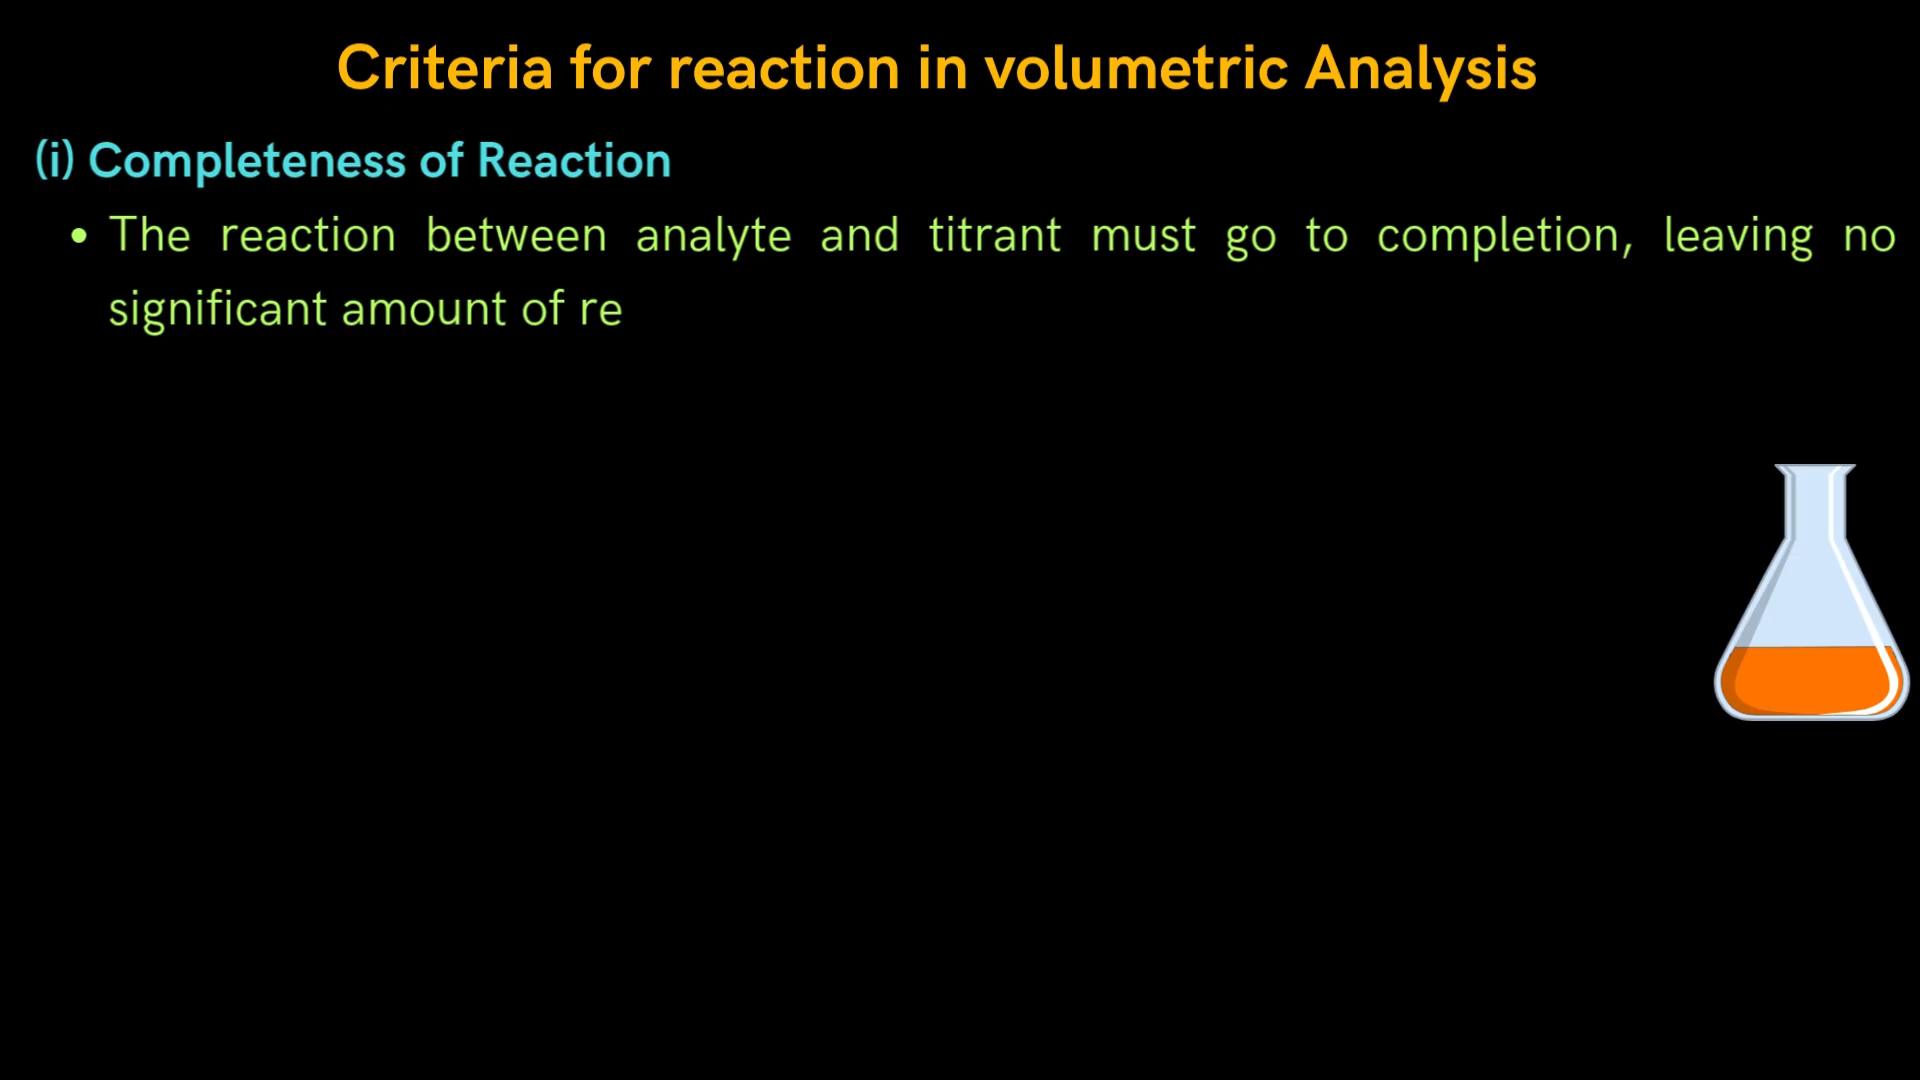 Criteria for reaction in volumetric Analysis
(i) Completeness of Reaction
• The reaction between analyte and titrant must go to completion, leaving no
significant amount of re